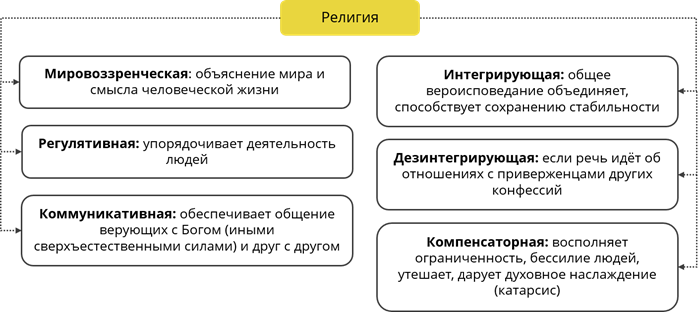 Религия
Мировоззренческая: объяснение мира и
смысла человеческой жизни
Регулятивная: упорядочивает деятельность
людей
Коммуникативная: обеспечивает общение
верующих с Богом (иными
сверхъестественными силами) и друг с другом
Интегрирующая: общее
вероисповедание объединяет,
способствует сохранению стабильности
Дезинтегрирующая: если речь идёт об
отношениях с приверженцами других
конфессий
Компенсаторная: восполняет
ограниченность, бессилие людей,
утешает, дарует духовное наслаждение
(катарсис)